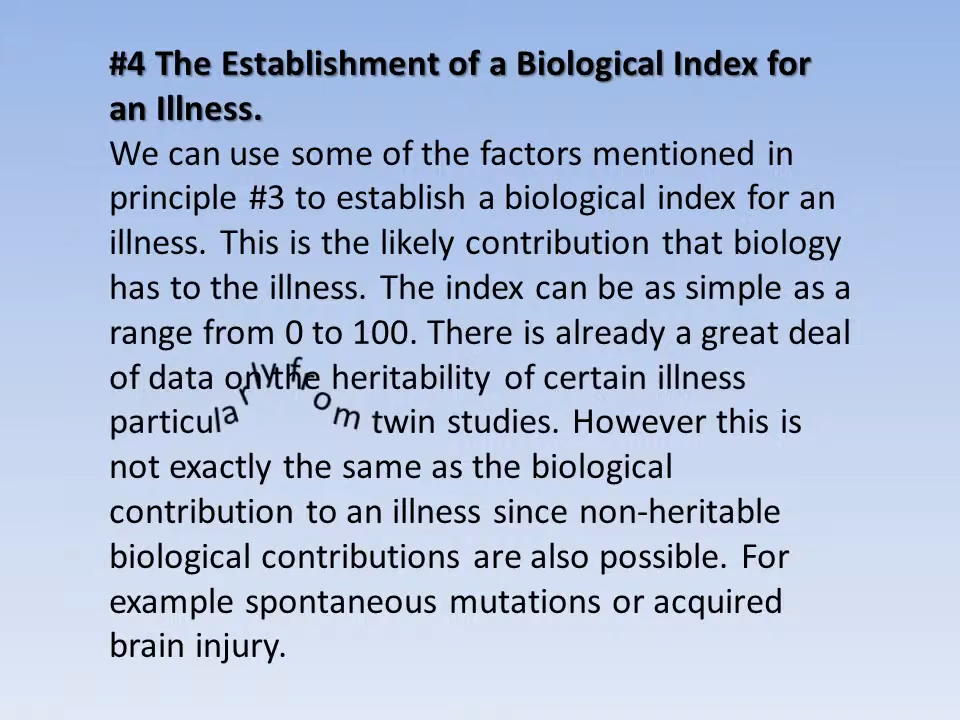 #4 The Establishment of a Biological Index for
an Illness.
We can use some of the factors mentioned in
principle #3 to establish a biological index for an
illness. This is the likely contribution that biology
has to the illness. The index can be as simple as a
range from 0 to 100. There is already a great deal
of data on the heritability of certain illness
particularly from twin studies. However this is
not exactly the same as the biological
contribution to an illness since non-heritable
biological contributions are also possible. For
example spontaneous mutations or acquired
brain injury.